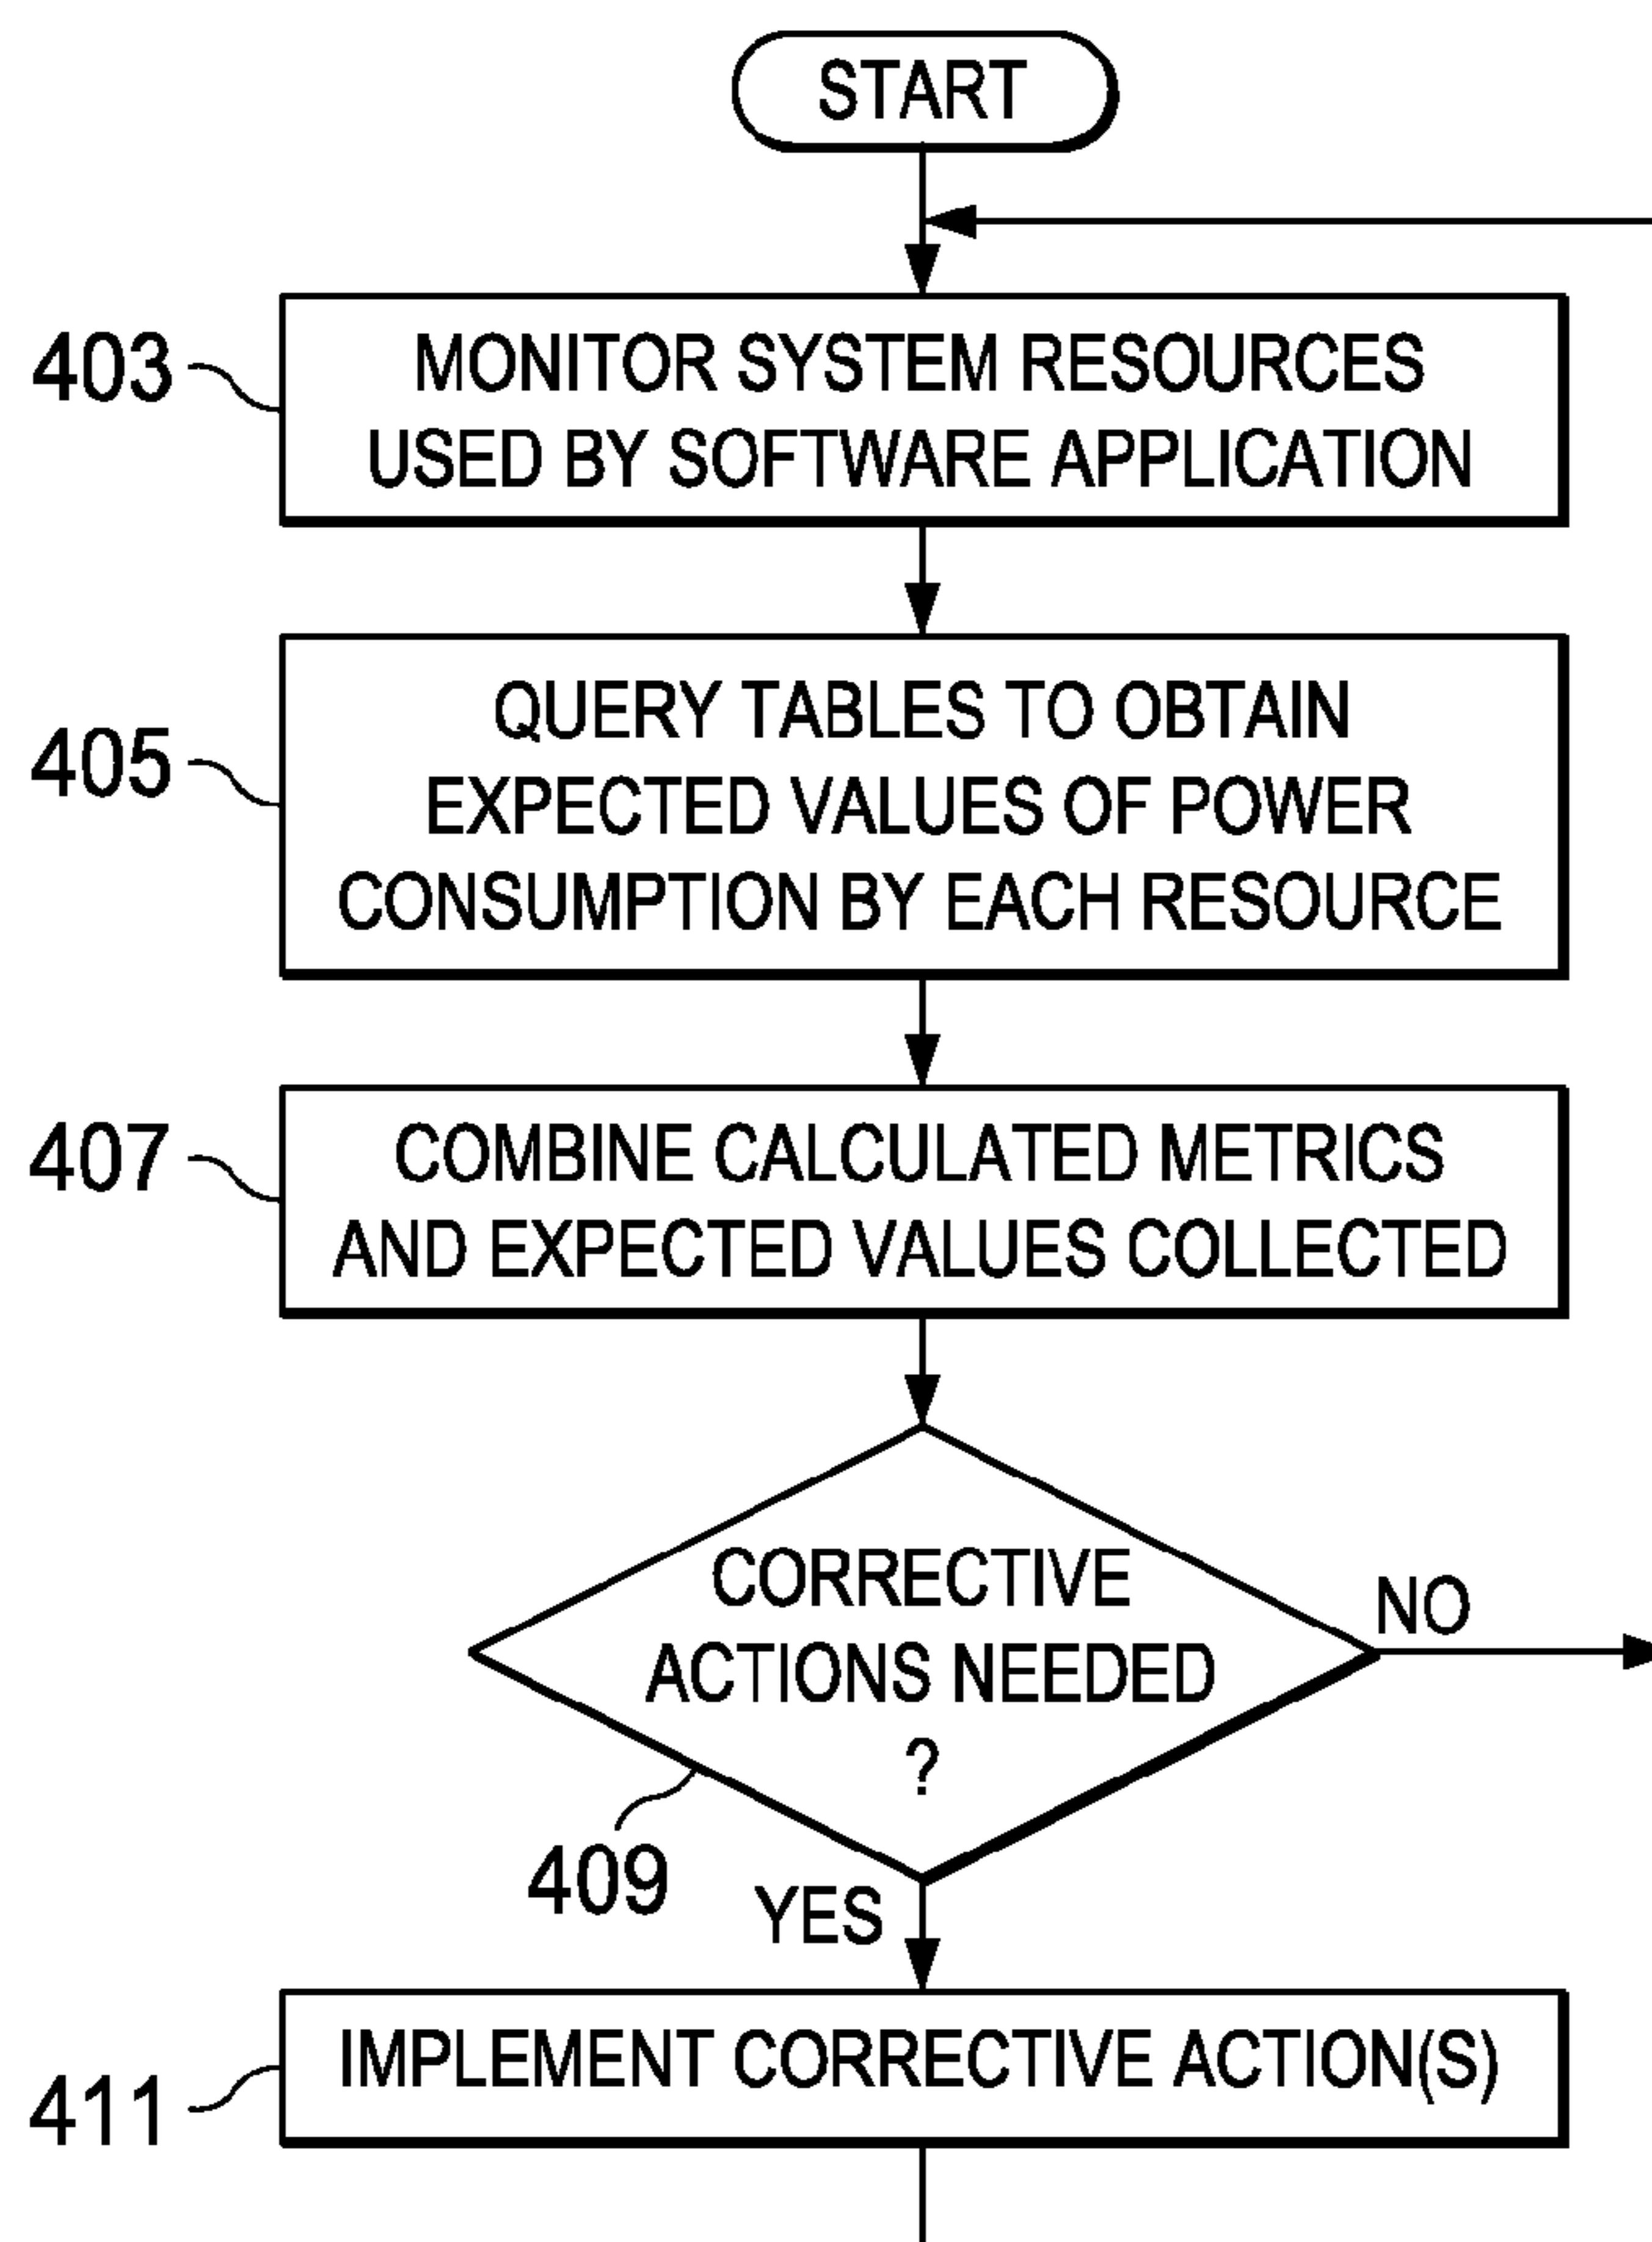 START
403
MONITOR SYSTEM RESOURCES
USED BY SOFTWARE APPLICATION
405
QUERY TABLES TO OBTAIN
EXPECTED VALUES OF POWER
CONSUMPTION BY EACH RESOURCE
407
COMBINE CALCULATED METRICS
AND EXPECTED VALUES COLLECTED
CORRECTIVE
ACTIONS NEEDED
?
NO
409
YES
IMPLEMENT CORRECTIVE ACTION(S)
411